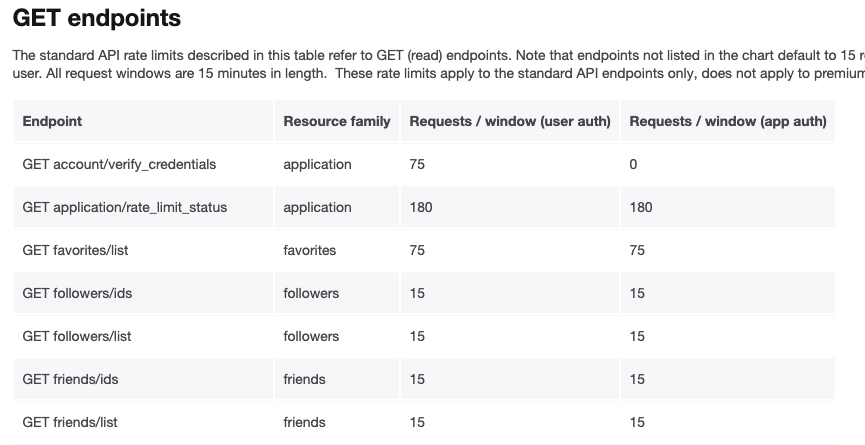 GET endpoints
The standard API rate limits described in this table refer to GET (read) endpoints. Note that endpoints not listed in the chart default to 15
user. All request windows are 15 minutes in length.  These rate limits apply to the standard API endpoints only, does not apply to premium
Endpoint Resource family Requests / window (user auth) Requests / window (app auth)
GET account/verify_credentials application 75 0
GET application/rate_limit_status application 180 180
GET favorites/list favorites 75 75
GET followers/ids followers 15 15
GET followers/list followers 15 15
GET friends/ids friends 15 15
GET friends/list friends 15 15